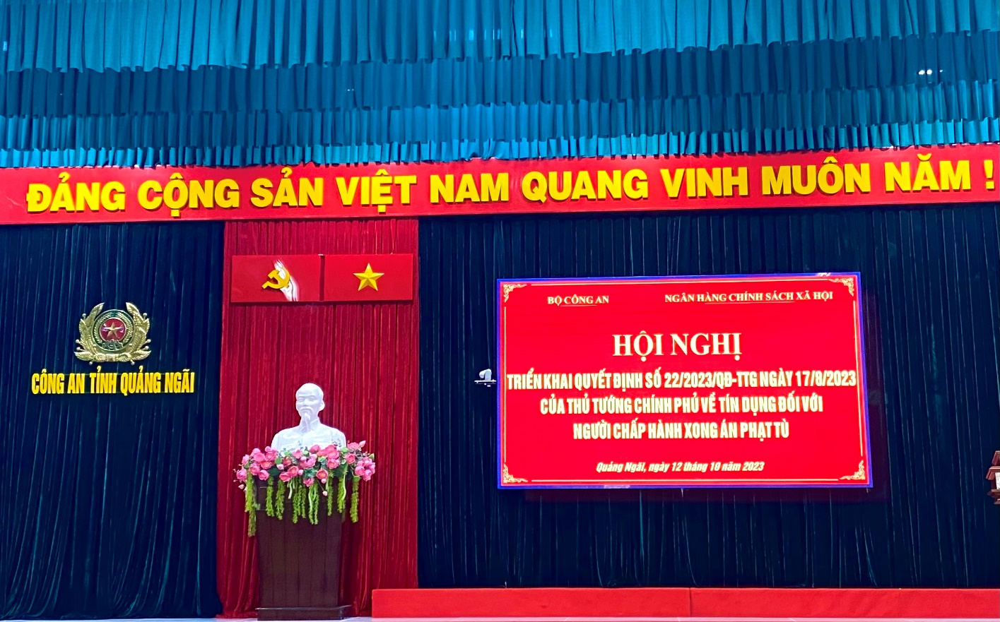 ĐẢNG CỘNG SẢN VIỆT NAM QUANG VINH MUÔN NĂM !
CÔNG AN TỈNH QUẢNG NGÃI
BỘ CÔNG AN
NGÂN HÀNG CHÍNH SÁCH XÃ HỘI
HỘI NGHỊ
TRIỂN KHAI QUYẾT ĐỊNH SỐ 22/2023/QĐ-TTG NGÀY 17/8/2023
CỦA THỦ TƯỚNG CHÍNH PHỦ VỀ TÍN DỤNG ĐỐI VỚI
NGƯỜI CHẤP HÀNH XONG ÁN PHẠT TÙ
Quảng Ngãi, ngày 12 tháng 10 năm 2023